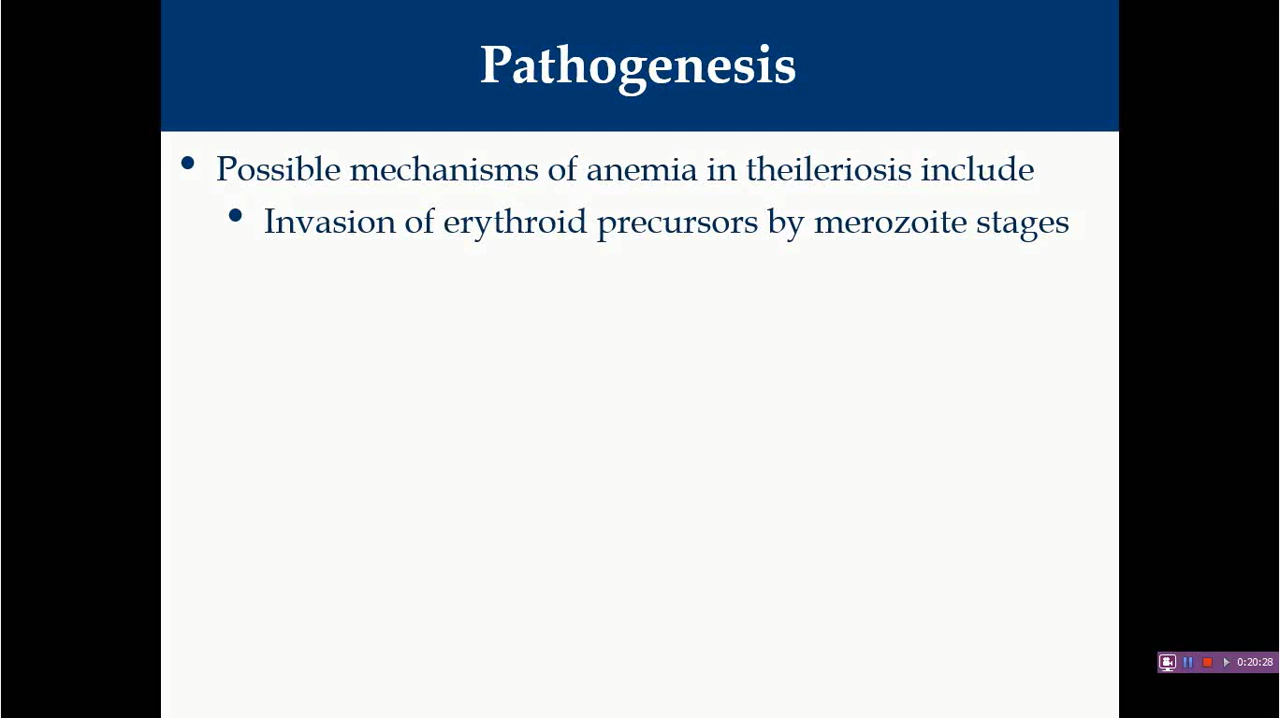 Pathogenesis
• Possible mechanisms of anemia in theileriosis include
• Invasion of erythroid precursors by merozoite stages
0:20:28